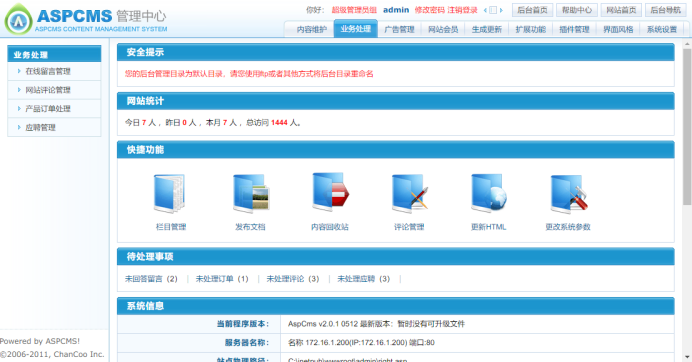 ASPCMS 管理中心
ASPCMS CONTENT MANAGEMENT SYSTEM
你好： 超级管理员组 admin 修改密码 注销登录 后台首页 帮助中心 网站首页 后台导航
内容维护 业务处理 广告管理 网站会员 生成更新 扩展功能 插件管理 界面风格 系统设置
业务处理
在线留言管理
网站评论管理
产品订单处理
应聘管理
安全提示
您的后台管理目录为默认目录，请您使用ftp或者其他方式将后台目录重命名
网站统计
今日 7 人，昨日 0 人，本月 7 人，总访问 1444 人。
快捷功能
栏目管理 发布文档 内容回收站 评论管理 更新HTML 更改系统参数
待处理事项
未回答留言（2） | 未处理订单（1） | 未处理评论（3） | 未处理应聘（3） |
系统信息
当前程序版本： AspCms v2.0.1 0512 最新版本：暂时没有可升级文件
服务器名称： 名称 172.16.1.200(IP:172.16.1.200) 端口:80
站点物理路径： C:\inetpub\wwwroot\admin\right.asp
Powered by ASPCMS!
©2006-2011, ChanCoo Inc.